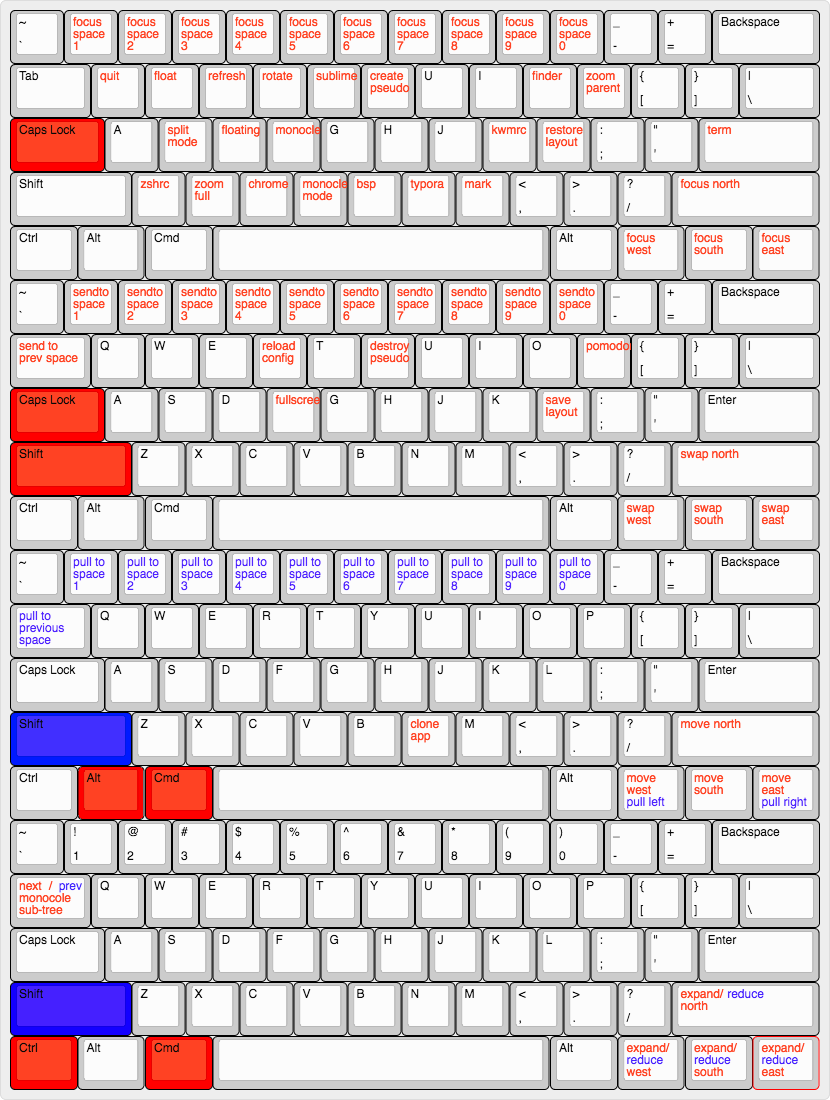 ~ focus focus focus focus focus focus focus focus focus focus _ + Backspace
space space space space space space space space space space
` 1 2 3 4 5 6 7 8 9 0 - =
Tab quit float refresh rotate sublime create U I finder zoom { } |
pseudo parent
[ ] \
Caps Lock A split floating monocle G H J kwmrc restore : " term
mode layout
; '
Shift zshrc zoom chrome monocle bsp typora mark < > ? focus north
full mode
, . /
Ctrl Alt Cmd Alt focus focus focus
west south east
~ sendto sendto sendto sendto sendto sendto sendto sendto sendto sendto _ + Backspace
space space space space space space space space space space
` 1 2 3 4 5 6 7 8 9 0 - =
send to Q W E reload T destroy U I O pomodo { } |
prev space config pseudo
[ ] \
Caps Lock A S D fullscree G H J K save : " Enter
layout
; '
Shift Z X C V B N M < > ? swap north
, . /
Ctrl Alt Cmd Alt swap swap swap
west south east
~ pull to pull to pull to pull to pull to pull to pull to pull to pull to pull to _ + Backspace
space space space space space space space space space space
` 1 2 3 4 5 6 7 8 9 0 - =
pull to Q W E R T Y U I O P { } |
previous
space [ ] \
Caps Lock A S D F G H J K L : " Enter
; '
Shift Z X C V B clone M < > ? move north
app
, . /
Ctrl Alt Cmd Alt move move move
west south east
pull left pull right
~ ! @ # $ % ^ & * ( ) _ + Backspace
` 1 2 3 4 5 6 7 8 9 0 - =
next / prev Q W E R T Y U I O P { } |
monocole
sub-tree [ ] \
Caps Lock A S D F G H J K L : " Enter
; '
Shift Z X C V B N M < > ? expand/ reduce
north
, . /
Ctrl Alt Cmd Alt expand/ expand/ expand/
reduce reduce reduce
west south east